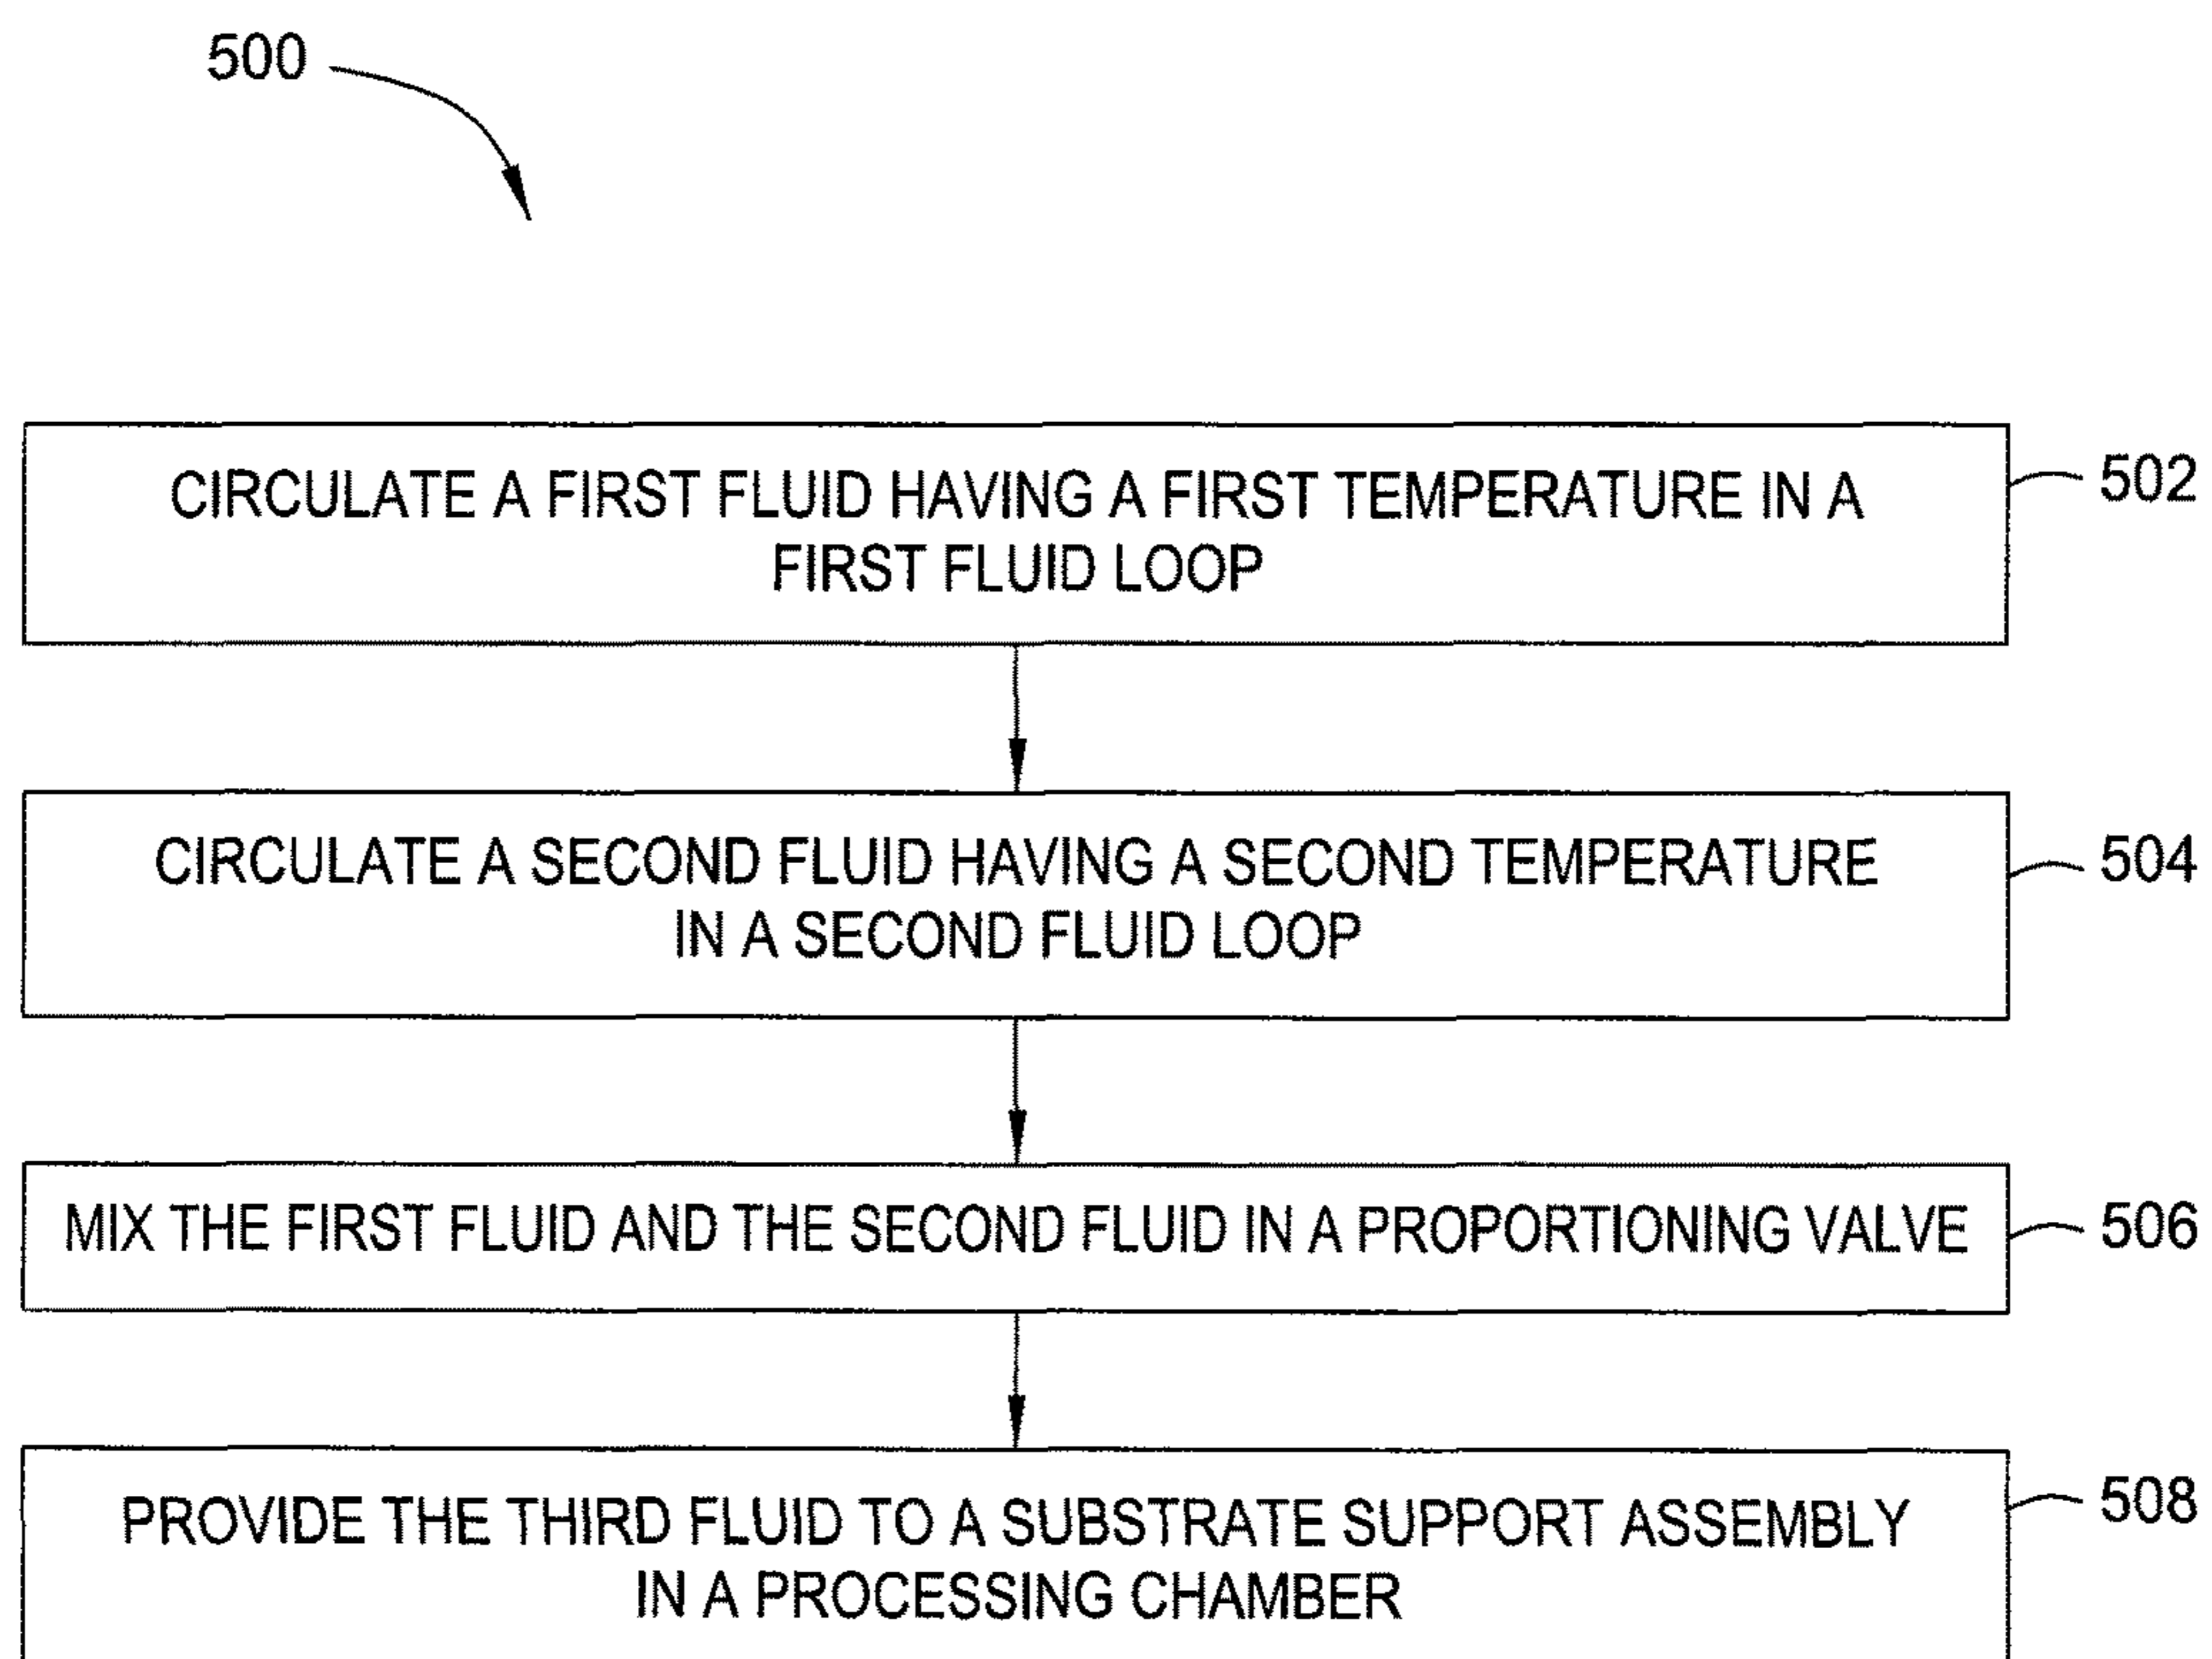 500
CIRCULATE A FIRST FLUID HAVING A FIRST TEMPERATURE IN A
FIRST FLUID LOOP
502
CIRCULATE A SECOND FLUID HAVING A SECOND TEMPERATURE
IN A SECOND FLUID LOOP
504
MIX THE FIRST FLUID AND THE SECOND FLUID IN A PROPORTIONING VALVE
506
PROVIDE THE THIRD FLUID TO A SUBSTRATE SUPPORT ASSEMBLY
IN A PROCESSING CHAMBER
508